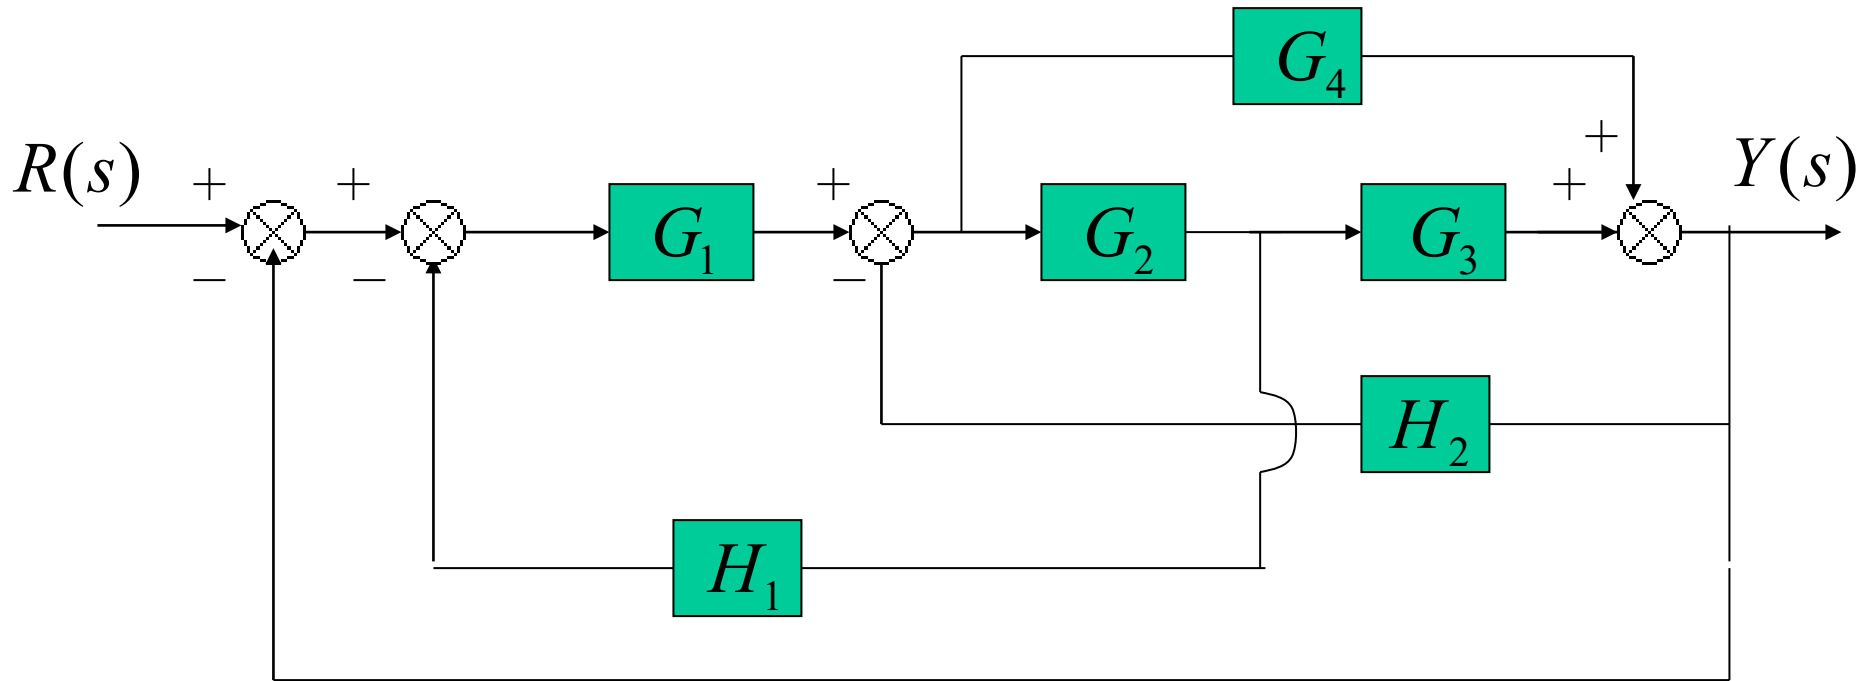 G₄
R(s) + + + + + Y(s)
G₁ G₂ G₃
− − −
H₂
H₁